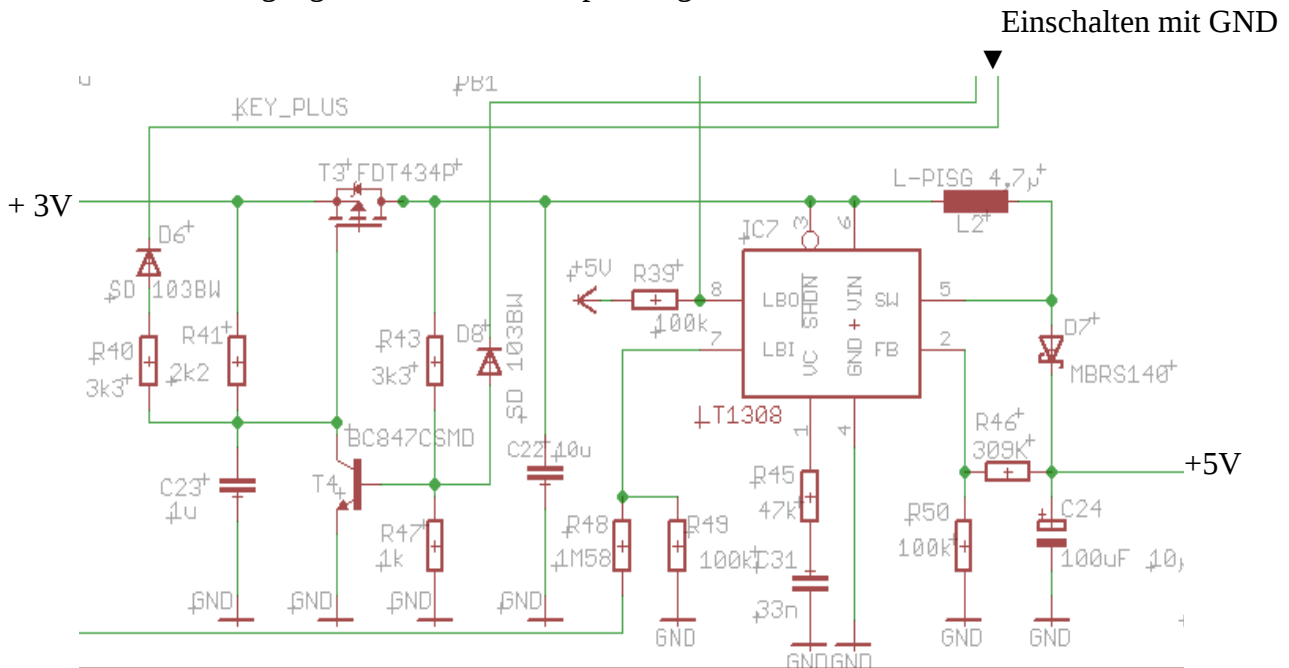 Einschalten mit GND
▼
PB1
KEY_PLUS
T3 FDT434P
L-PISG 4.7µ
+ 3V
L2
D6
IC7
3
6
SD 103BW
+5V
R39
8
LBO
SHDN
VIN
SW
5
100k
D8
SD 103BW
D7
R41
R43
7
LBI
VC
GND +
FB
2
R40
2k2
3k3
MBRS140
3k3
LT1308
BC847CSMD
R46
309K
1
4
C22 10u
T4
+5V
C23
R45
1u
47k
R50
C24
R47
R48
R49
100k
1k
1M58
100k
C31
100uF
33n
GND
GND
GND
GND
GND
GND
GND
GND
GND